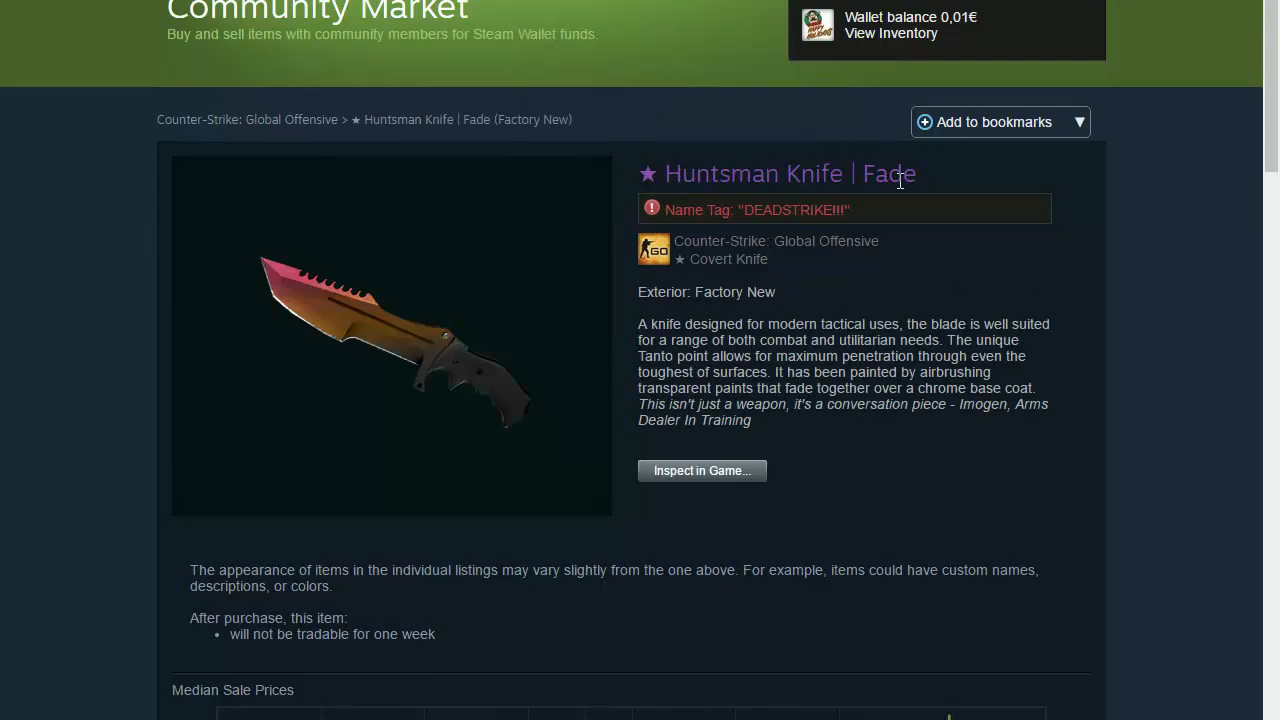 Community Market
Buy and sell items with community members for Steam Wallet funds.
Wallet balance 0,01€
View Inventory
Counter-Strike: Global Offensive > ★ Huntsman Knife | Fade (Factory New)
Add to bookmarks ▼
★ Huntsman Knife | Fade
Name Tag: "DEADSTRIKE!!!"
GO
Counter-Strike: Global Offensive
★ Covert Knife
Exterior: Factory New
A knife designed for modern tactical uses, the blade is well suited
for a range of both combat and utilitarian needs. The unique
Tanto point allows for maximum penetration through even the
toughest of surfaces. It has been painted by airbrushing
transparent paints that fade together over a chrome base coat.
This isn't just a weapon, it's a conversation piece - Imogen, Arms
Dealer In Training
Inspect in Game...
The appearance of items in the individual listings may vary slightly from the one above. For example, items could have custom names,
descriptions, or colors.
After purchase, this item:
• will not be tradable for one week
Median Sale Prices